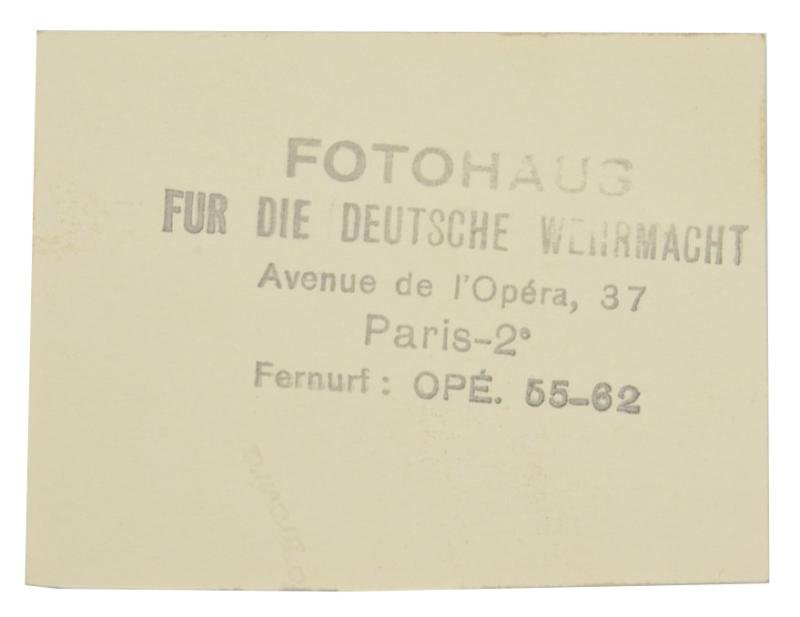 FOTOHAUS
FUR DIE DEUTSCHE WEHRMACHT
Avenue de l'Opéra, 37
Paris-2e
Fernurf : OPÉ. 55-62